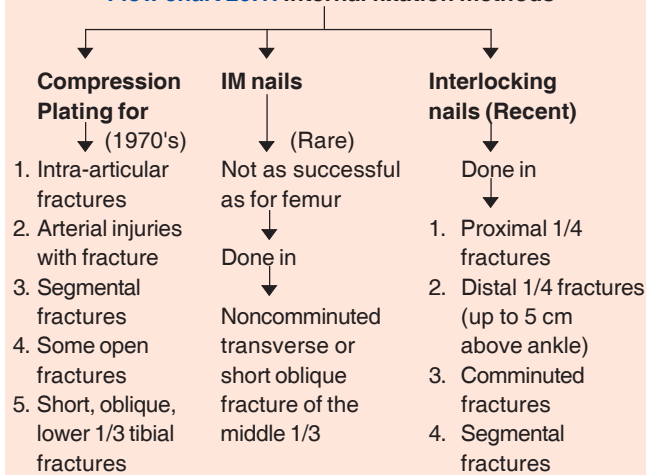 Internal fixation methods
Compression
Plating for
(1970's)
1. Intra-articular
fractures
2. Arterial injuries
with fracture
3. Segmental
fractures
4. Some open
fractures
5. Short, oblique,
lower 1/3 tibial
fractures
IM nails
(Rare)
Not as successful
as for femur
Done in
Noncomminuted
transverse or
short oblique
fracture of the
middle 1/3
Interlocking
nails (Recent)
Done in
1. Proximal 1/4
fractures
2. Distal 1/4 fractures
(up to 5 cm
above ankle)
3. Comminuted
fractures
4. Segmental
fractures